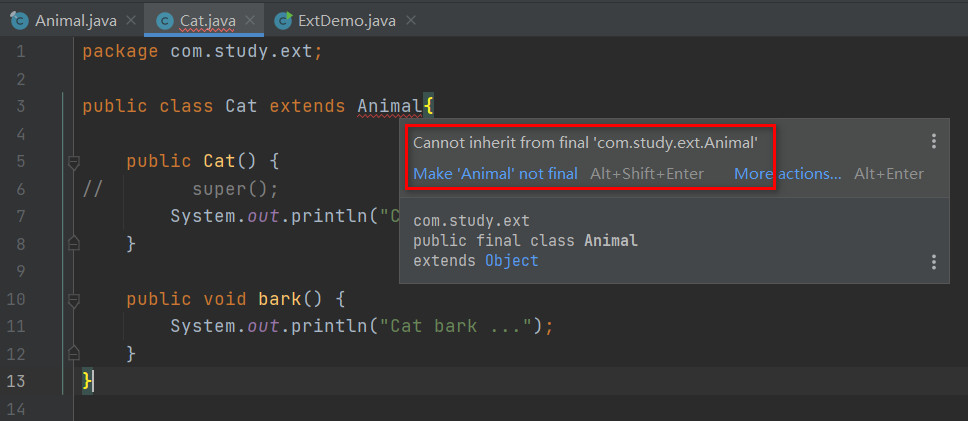 Animal.java Cat.java ExtDemo.java
1 package com.study.ext;
2
3 public class Cat extends Animal{
4
5 public Cat() {
6 // super();
7 System.out.println("C
8 }
9
10 public void bark() {
11 System.out.println("Cat bark ...");
12 }
13 }
14
Cannot inherit from final 'com.study.ext.Animal'
Make 'Animal' not final Alt+Shift+Enter More actions... Alt+Enter
com.study.ext
public final class Animal
extends Object